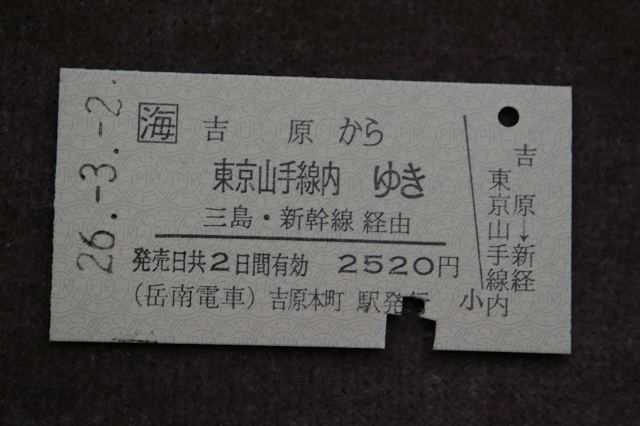 26.-3.-2.
海 吉原から
東京山手線内 ゆき
三島・新幹線 経由
発売日共2日間有効 2520円
(岳南電車) 吉原本町 駅発行 小
吉原→新経
東京山手線内